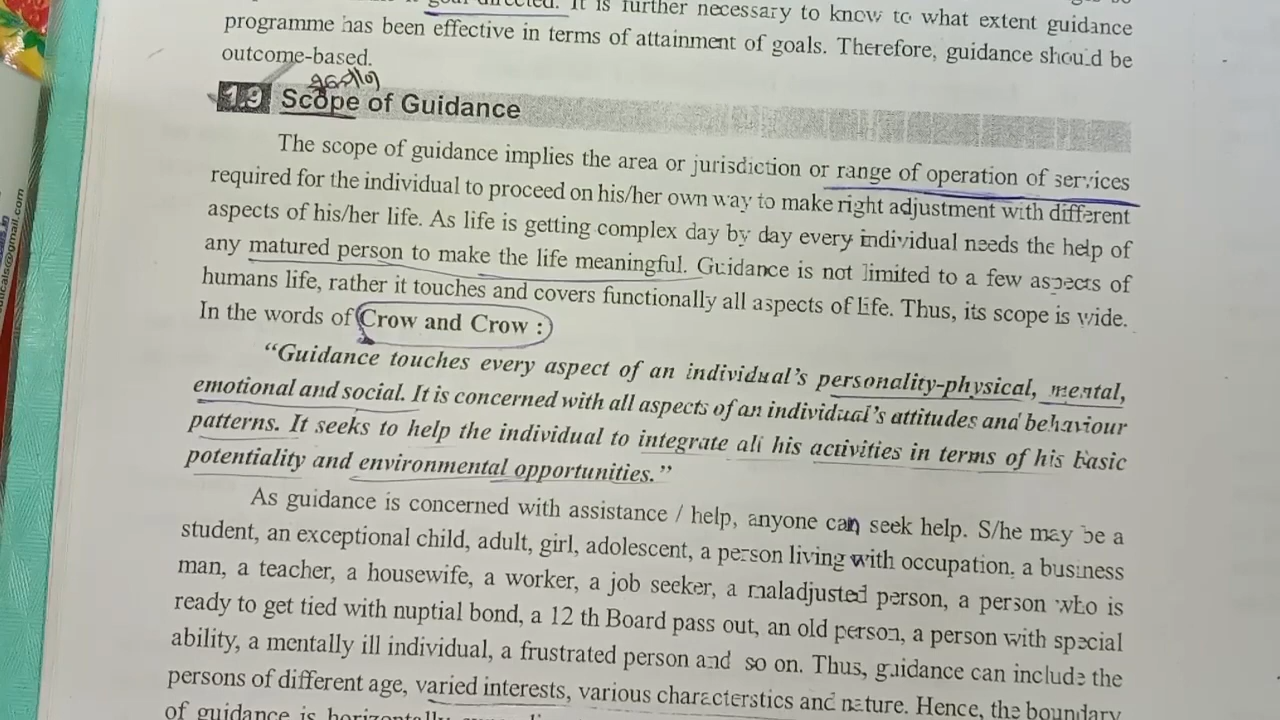 goal directed. It is further necessary to know to what extent guidance
programme has been effective in terms of attainment of goals. Therefore, guidance should be
outcome-based.
1.9 Scope of Guidance
The scope of guidance implies the area or jurisdiction or range of operation of services
required for the individual to proceed on his/her own way to make right adjustment with different
aspects of his/her life. As life is getting complex day by day every individual needs the help of
any matured person to make the life meaningful. Guidance is not limited to a few aspects of
humans life, rather it touches and covers functionally all aspects of life. Thus, its scope is wide.
In the words of Crow and Crow :
“Guidance touches every aspect of an individual’s personality-physical, mental,
emotional and social. It is concerned with all aspects of an individual’s attitudes and behaviour
patterns. It seeks to help the individual to integrate all his activities in terms of his basic
potentiality and environmental opportunities.”
As guidance is concerned with assistance / help, anyone can seek help. S/he may be a
student, an exceptional child, adult, girl, adolescent, a person living with occupation, a business
man, a teacher, a housewife, a worker, a job seeker, a maladjusted person, a person who is
ready to get tied with nuptial bond, a 12 th Board pass out, an old person, a person with special
ability, a mentally ill individual, a frustrated person and so on. Thus, guidance can include the
persons of different age, varied interests, various characterstics and nature. Hence, the boundary
of guidance is horizontally
@gmail.com